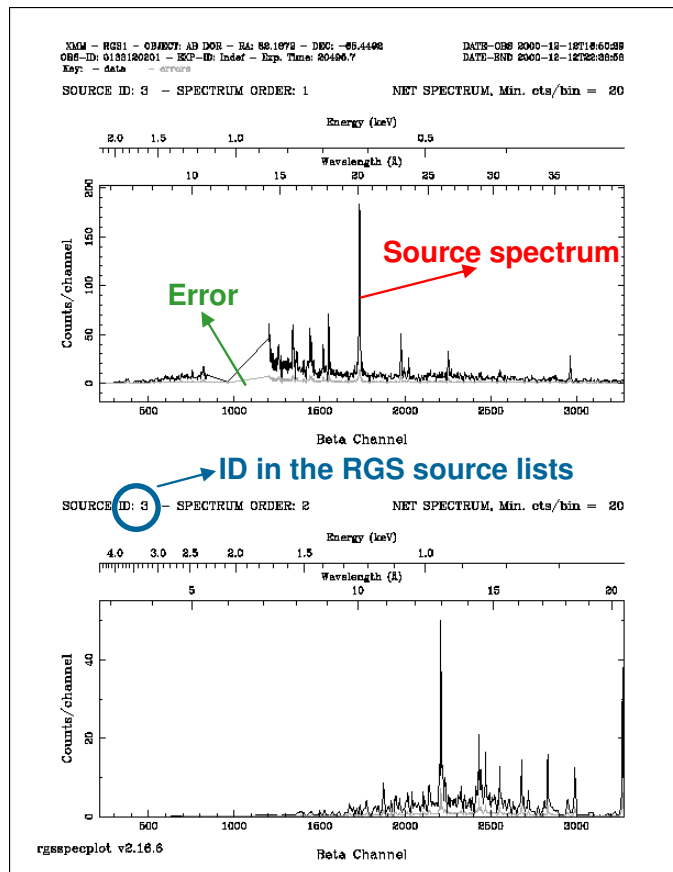 XMM - RGS1 - OBJECT: AB DOR - RA: 82.1872 - DEC: -65.4492 DATE-OBS 2000-12-12T16:50:29
OBS-ID: 0133120201 - EXP-ID: Indef - Exp. Time: 20496.7 DATE-END 2000-12-12T22:38:58
Key: - data - errors
SOURCE ID: 3 - SPECTRUM ORDER: 1 NET SPECTRUM, Min. cts/bin = 20
Energy (keV)
2.0 1.5 1.0 0.5
Wavelength (Å)
10 15 20 25 30 35
Counts/channel
200
150
100
50
0
Source spectrum
Error
500 1000 1500 2000 2500 3000
Beta Channel
ID in the RGS source lists
SOURCE ID: 3 - SPECTRUM ORDER: 2 NET SPECTRUM, Min. cts/bin = 20
Energy (keV)
4.0 3.0 2.5 2.0 1.5 1.0
Wavelength (Å)
5 10 15 20
Counts/channel
40
20
0
500 1000 1500 2000 2500 3000
Beta Channel
rgsspecplot v2.16.6